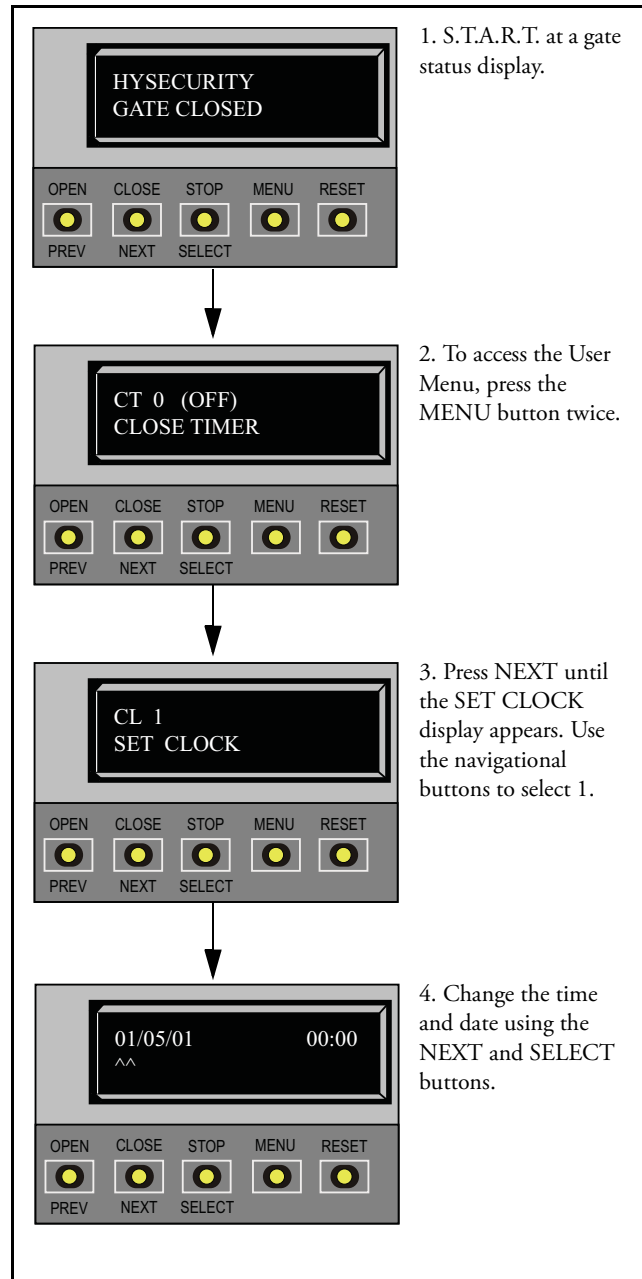 HYSECURITY
GATE CLOSED
OPEN CLOSE STOP MENU RESET
PREV NEXT SELECT
1. S.T.A.R.T. at a gate
status display.
CT 0 (OFF)
CLOSE TIMER
OPEN CLOSE STOP MENU RESET
PREV NEXT SELECT
2. To access the User
Menu, press the
MENU button twice.
CL 1
SET CLOCK
OPEN CLOSE STOP MENU RESET
PREV NEXT SELECT
3. Press NEXT until
the SET CLOCK
display appears. Use
the navigational
buttons to select 1.
01/05/01 00:00
^^
OPEN CLOSE STOP MENU RESET
PREV NEXT SELECT
4. Change the time
and date using the
NEXT and SELECT
buttons.